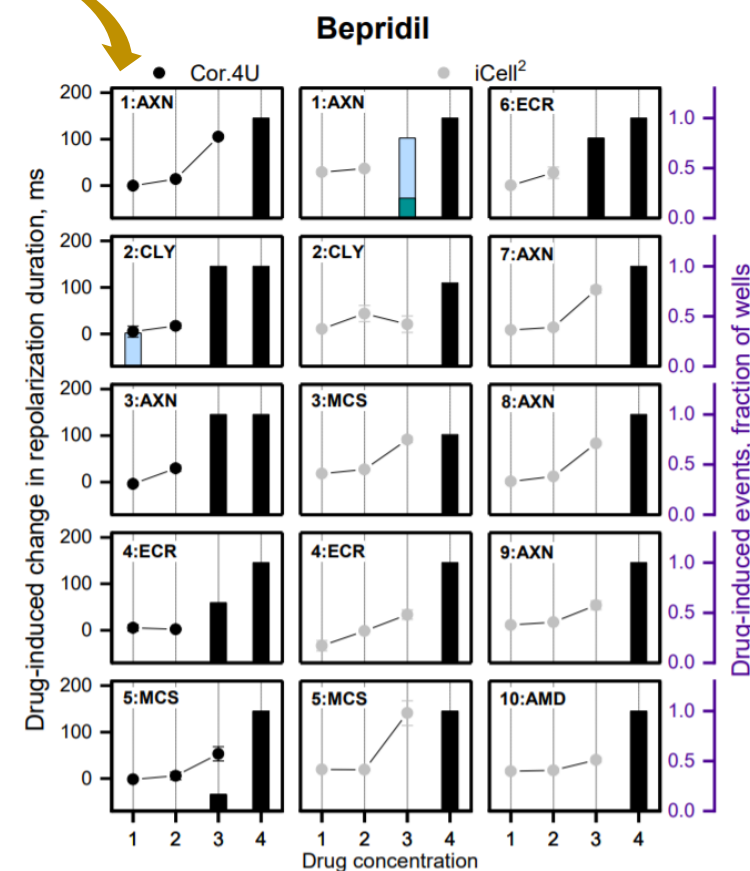 Bepridil
Cor.4U
iCell²
Drug-induced change in repolarization duration, ms
Drug-induced events, fraction of wells
200
100
0
1:AXN
1:AXN
6:ECR
1.0
0.5
0.0
200
100
0
2:CLY
2:CLY
7:AXN
1.0
0.5
0.0
200
100
0
3:AXN
3:MCS
8:AXN
1.0
0.5
0.0
200
100
0
4:ECR
4:ECR
9:AXN
1.0
0.5
0.0
200
100
0
5:MCS
5:MCS
10:AMD
1.0
0.5
0.0
1 2 3 4 1 2 3 4 1 2 3 4
Drug concentration